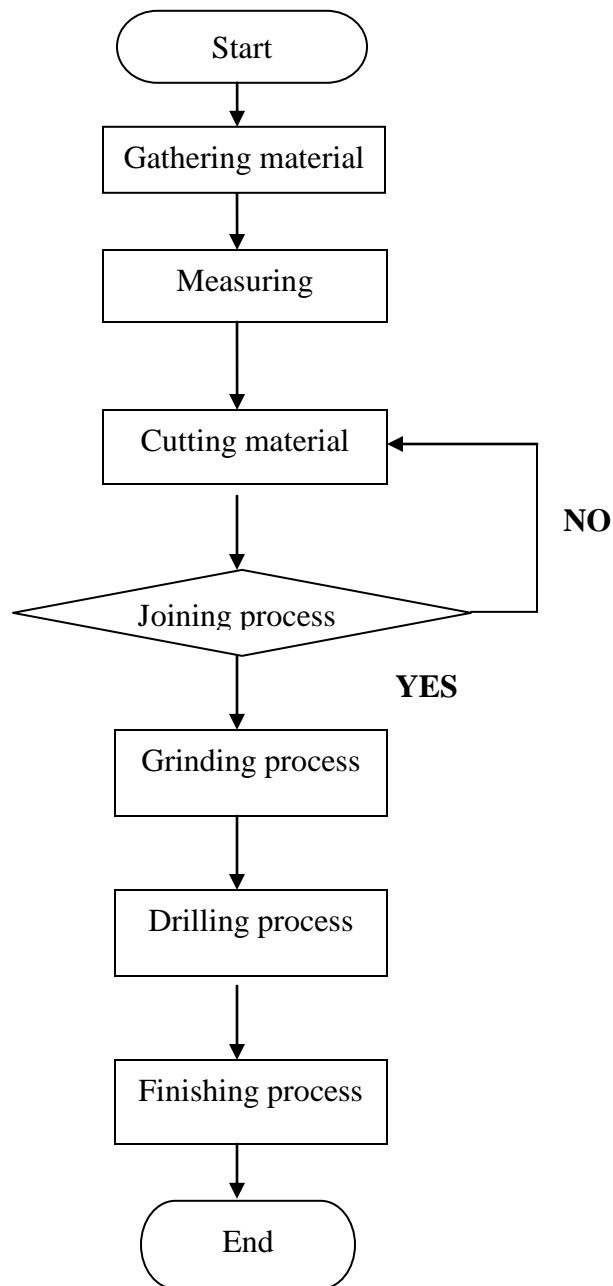 Start
Gathering material
Measuring
Cutting material
NO
Joining process
YES
Grinding process
Drilling process
Finishing process
End